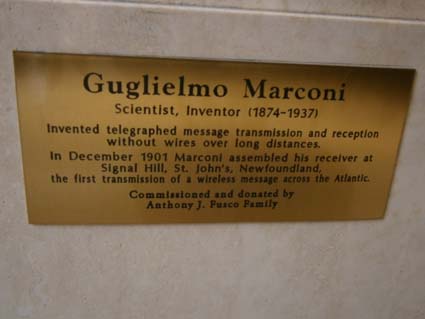 Guglielmo Marconi
Scientist, Inventor (1874-1937)
Invented telegraphed message transmission and reception
without wires over long distances.
In December 1901 Marconi assembled his receiver at
Signal Hill, St. John's, Newfoundland,
the first transmission of a wireless message across the Atlantic.
Commissioned and donated by
Anthony J. Fusco Family